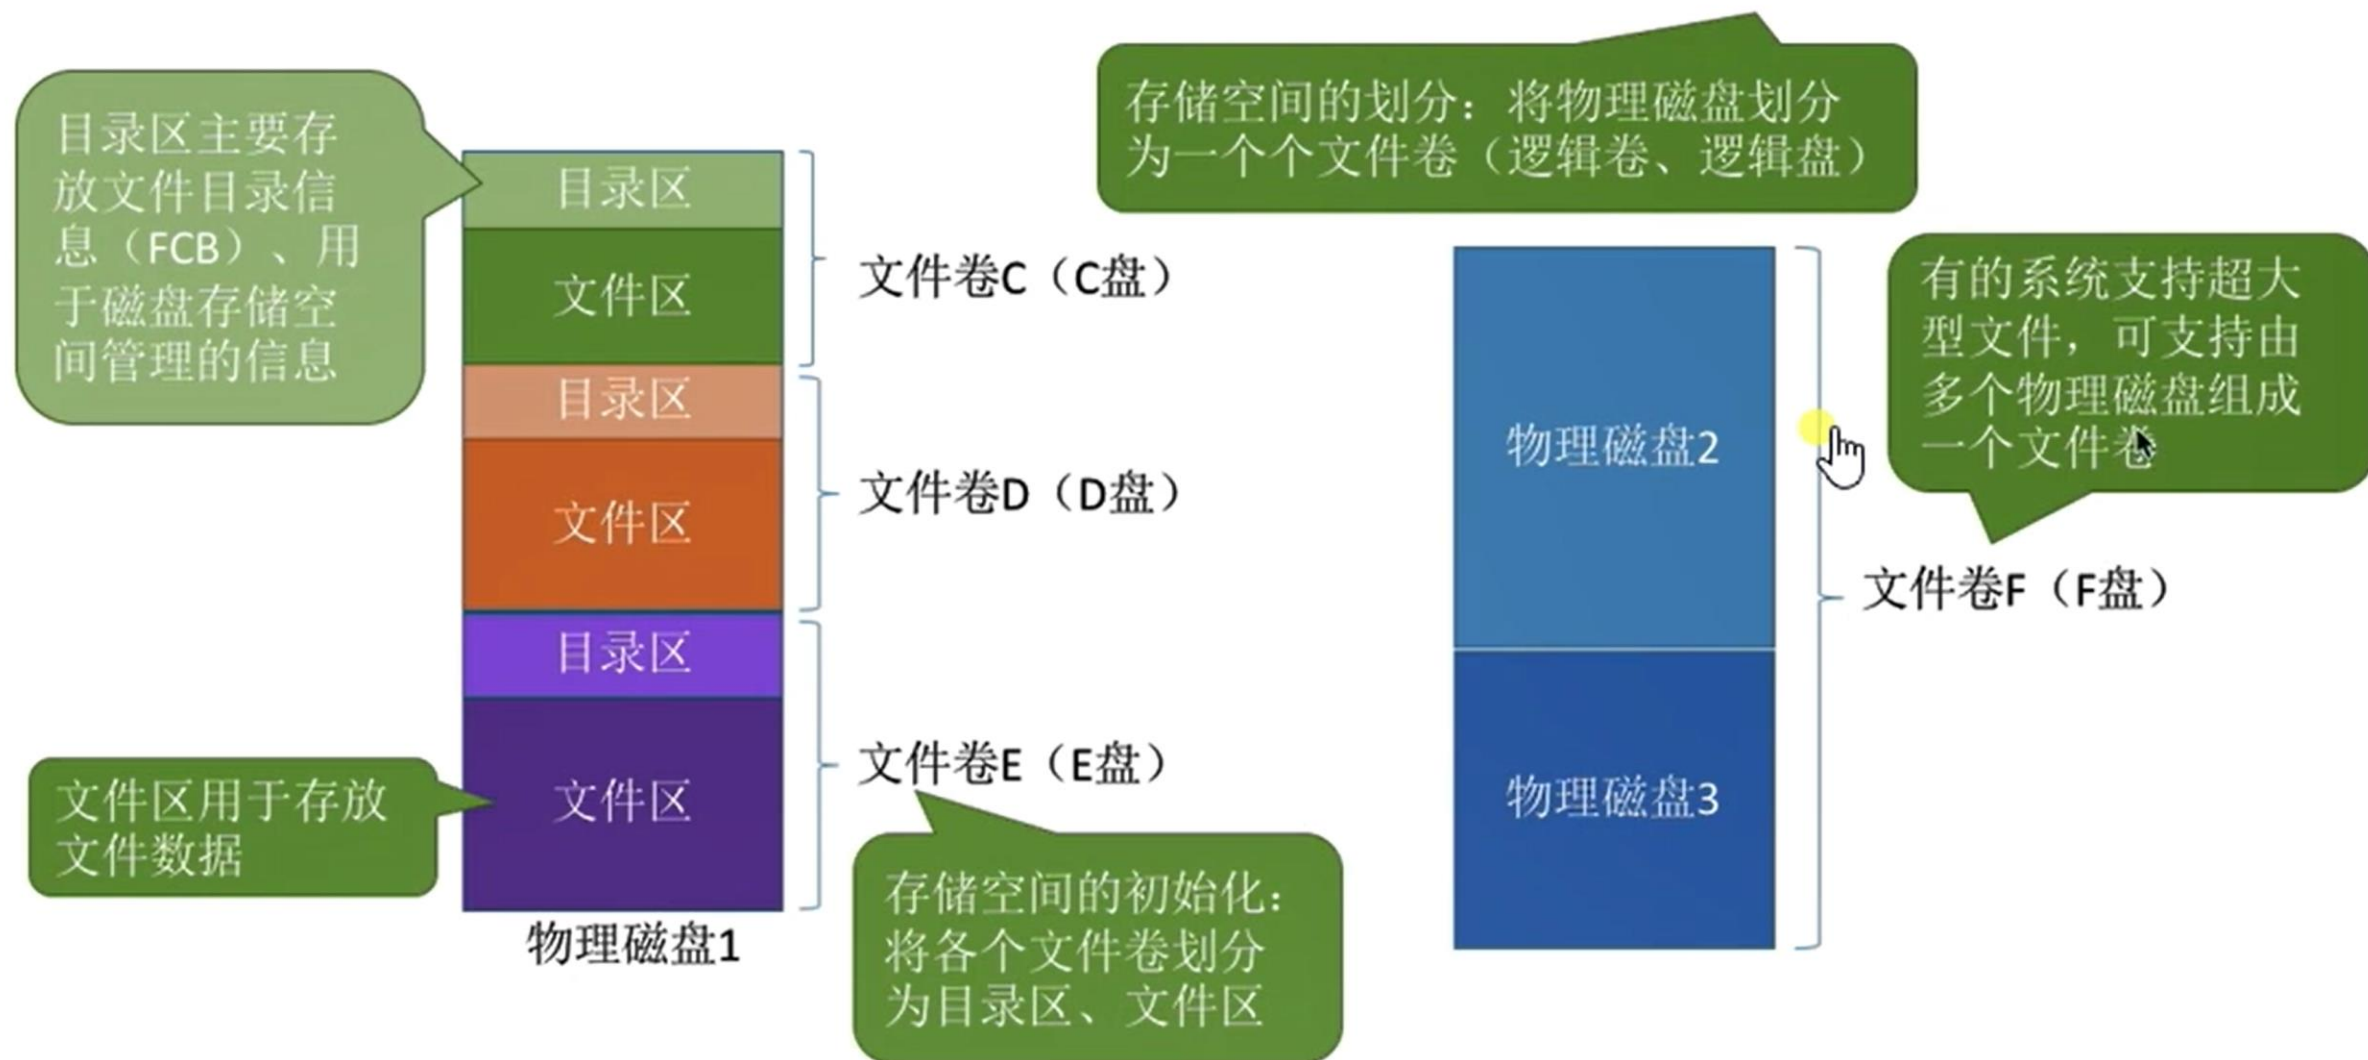 存储空间的划分：将物理磁盘划分
为一个个文件卷（逻辑卷、逻辑盘）
目录区主要存
放文件目录信
息（FCB）、用
于磁盘存储空
间管理的信息
目录区
文件区
文件卷C（C盘）
目录区
文件区
文件卷D（D盘）
目录区
文件区
文件卷E（E盘）
物理磁盘1
文件区用于存放
文件数据
存储空间的初始化：
将各个文件卷划分
为目录区、文件区
物理磁盘2
物理磁盘3
有的系统支持超大
型文件，可支持由
多个物理磁盘组成
一个文件卷
文件卷F（F盘）